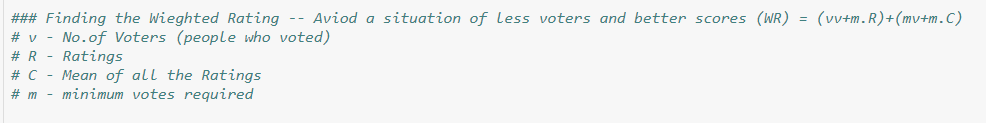 ### Finding the Wieghted Rating -- Aviod a situation of less voters and better scores (WR) = (vv+m.R)+(mv+m.C)
# v - No.of Voters (people who voted)
# R - Ratings
# C - Mean of all the Ratings
# m - minimum votes required